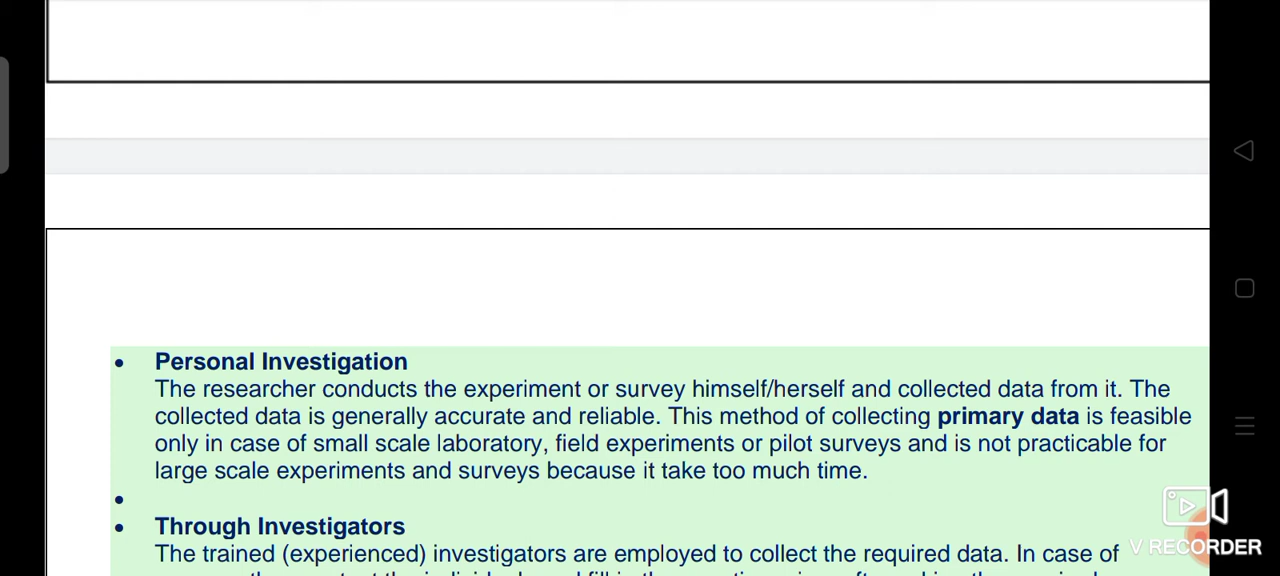 Personal Investigation
The researcher conducts the experiment or survey himself/herself and collected data from it. The
collected data is generally accurate and reliable. This method of collecting primary data is feasible
only in case of small scale laboratory, field experiments or pilot surveys and is not practicable for
large scale experiments and surveys because it take too much time.
Through Investigators
The trained (experienced) investigators are employed to collect the required data. In case of
V RECORDER